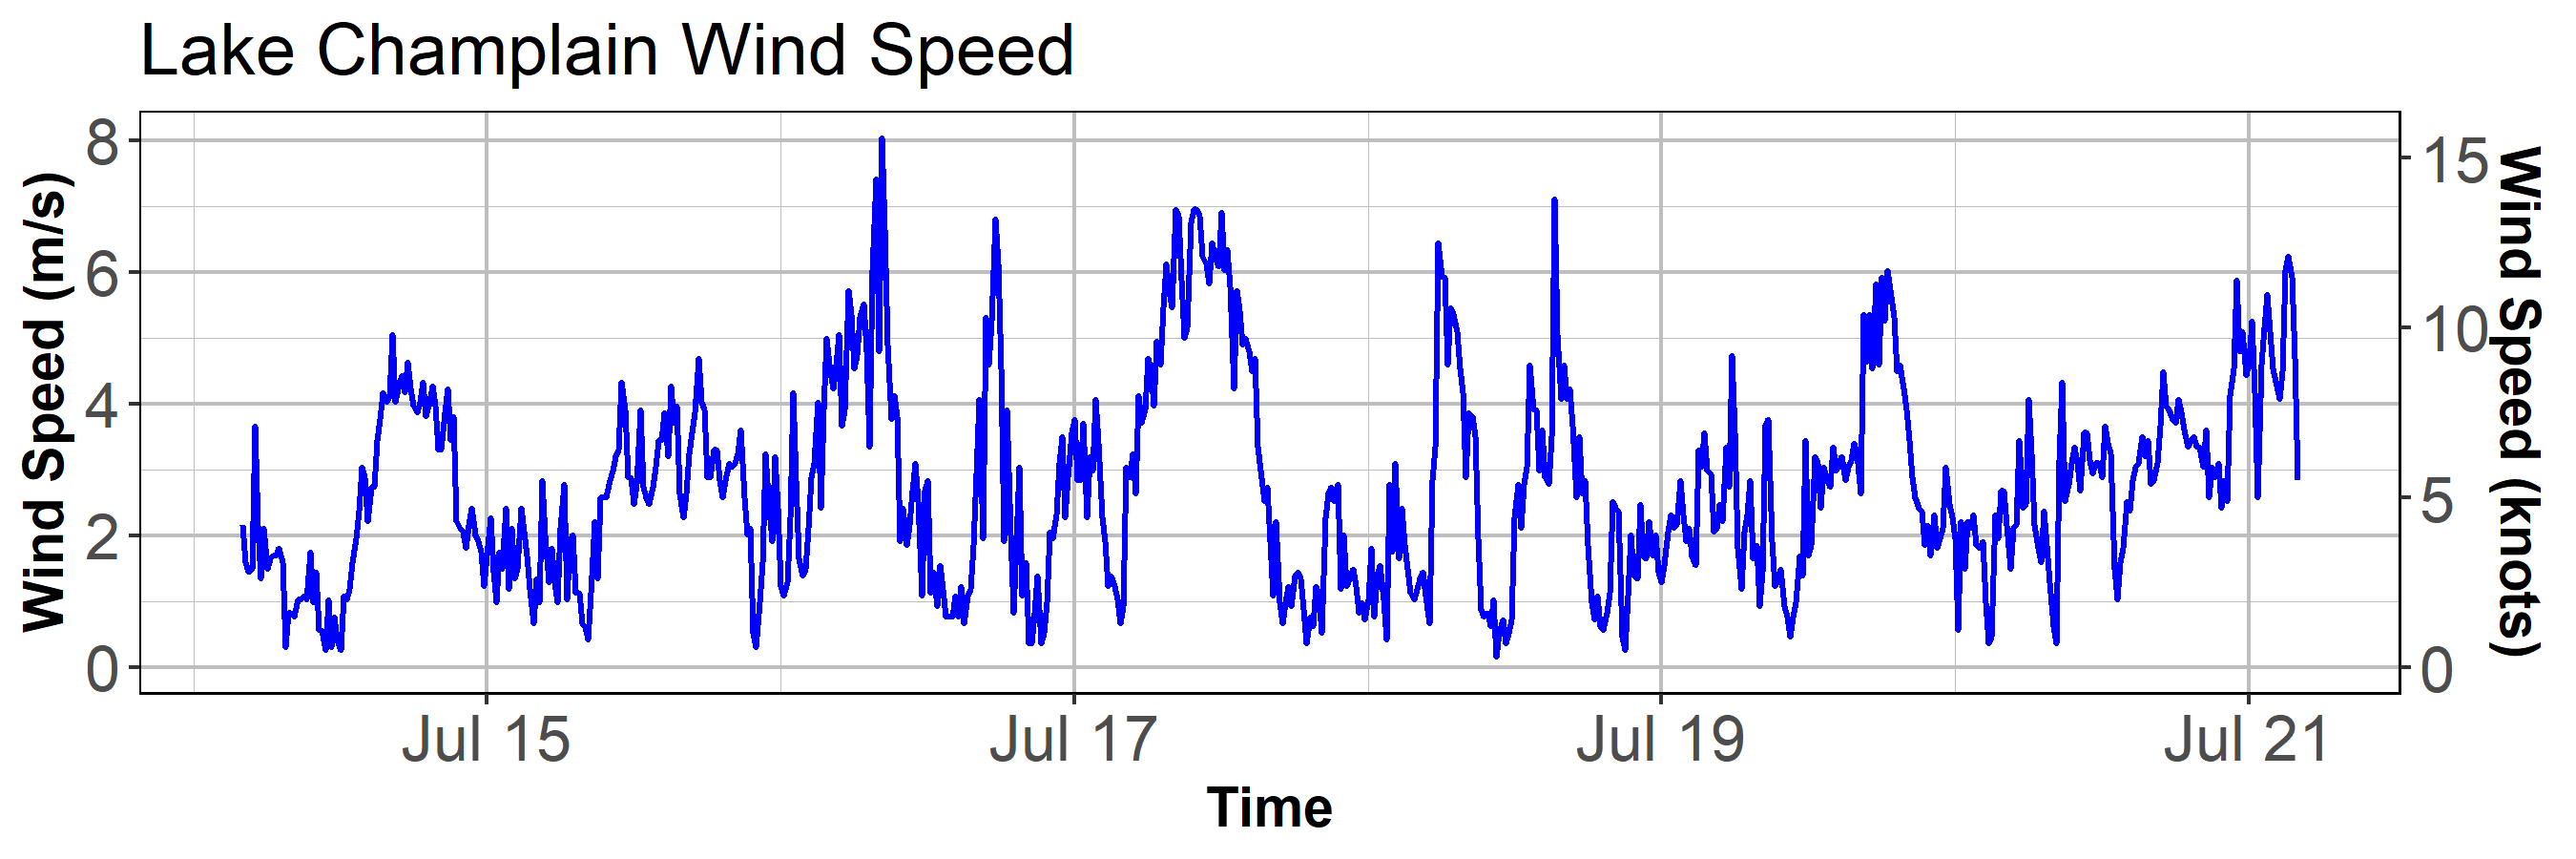 Lake Champlain Wind Speed
Wind Speed (m/s)
8
6
4
2
0
15
10
5
0
Wind Speed (knots)
Jul 15 Jul 17 Jul 19 Jul 21
Time